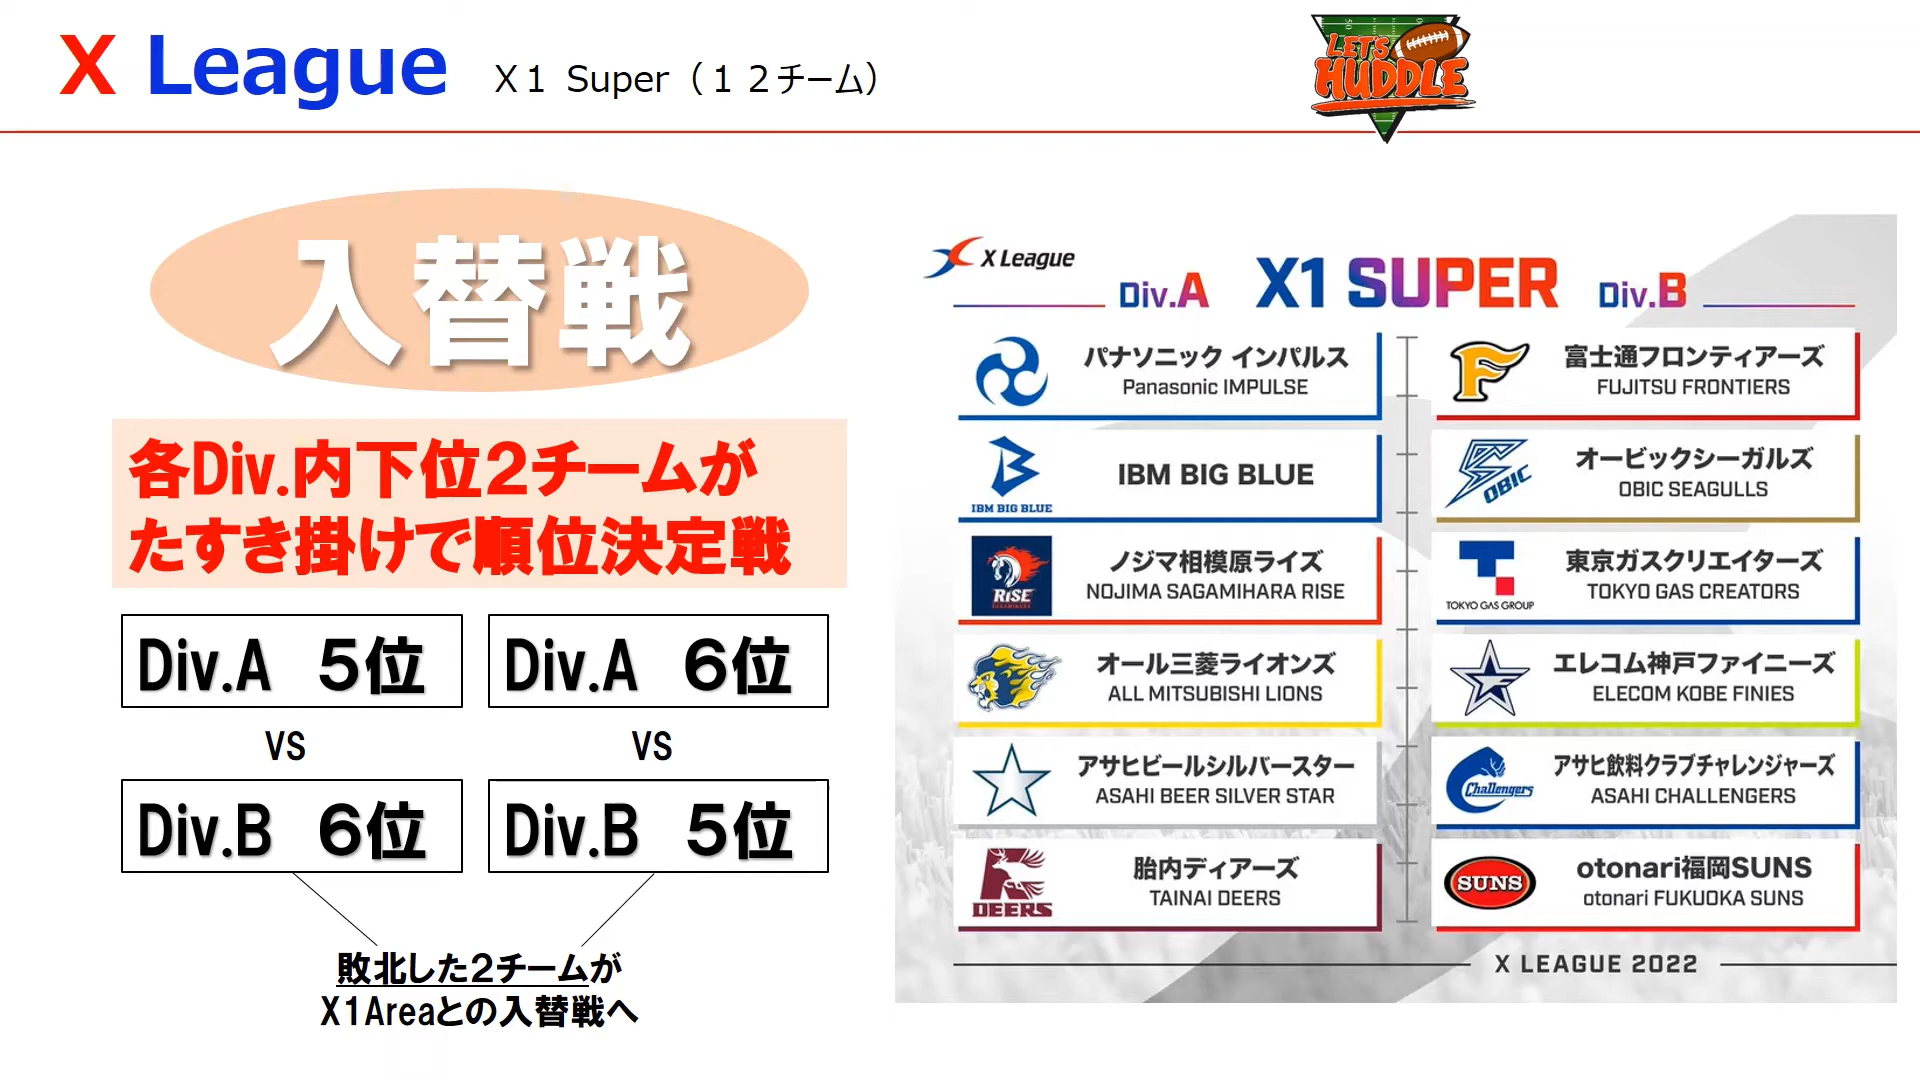 X League X1 Super（１２チーム）
LET'S
HUDDLE
入替戦
各Div.内下位２チームが
たすき掛けで順位決定戦
Div.A ５位
VS
Div.B ６位
Div.A ６位
VS
Div.B ５位
敗北した２チームが
X1Areaとの入替戦へ
X League
Div.A X1 SUPER Div.B
パナソニック インパルス
Panasonic IMPULSE
IBM BIG BLUE
IBM BIG BLUE
RISE
ノジマ相模原ライズ
NOJIMA SAGAMIHARA RISE
オール三菱ライオンズ
ALL MITSUBISHI LIONS
アサヒビールシルバースター
ASAHI BEER SILVER STAR
DEERS
胎内ディアーズ
TAINAI DEERS
F
富士通フロンティアーズ
FUJITSU FRONTIERS
OBIC
オービックシーガルズ
OBIC SEAGULLS
TOKYO GAS GROUP
東京ガスクリエイターズ
TOKYO GAS CREATORS
エレコム神戸ファイニーズ
ELECOM KOBE FINIES
Challengers
アサヒ飲料クラブチャレンジャーズ
ASAHI CHALLENGERS
SUNS
otonari福岡SUNS
otonari FUKUOKA SUNS
X LEAGUE 2022